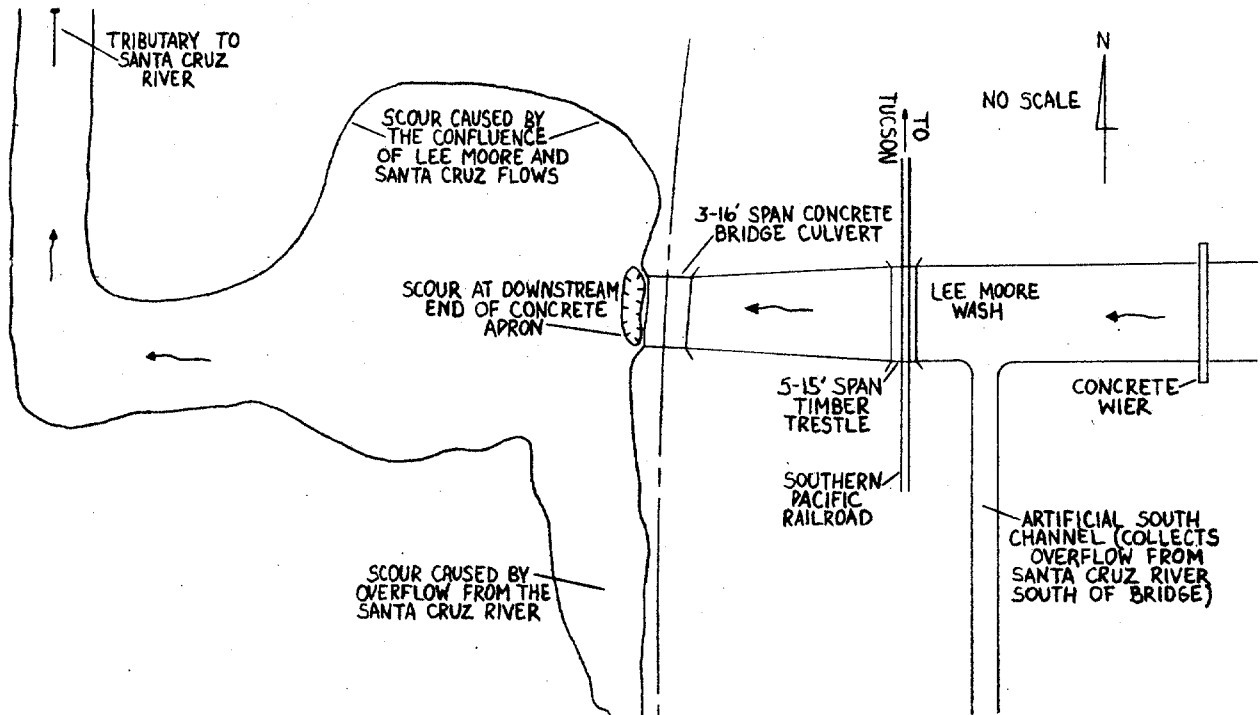 TRIBUTARY TO
SANTA CRUZ
RIVER
SCOUR CAUSED BY
THE CONFLUENCE
OF LEE MOORE AND
SANTA CRUZ FLOWS
TO
TUCSON
NO SCALE
N
3-16' SPAN CONCRETE
BRIDGE CULVERT
SCOUR AT DOWNSTREAM
END OF CONCRETE
APRON
LEE MOORE
WASH
5-15' SPAN
TIMBER
TRESTLE
CONCRETE
WIER
SOUTHERN
PACIFIC
RAILROAD
ARTIFICIAL SOUTH
CHANNEL (COLLECTS
OVERFLOW FROM
SANTA CRUZ RIVER
SOUTH OF BRIDGE)
SCOUR CAUSED BY
OVERFLOW FROM THE
SANTA CRUZ RIVER